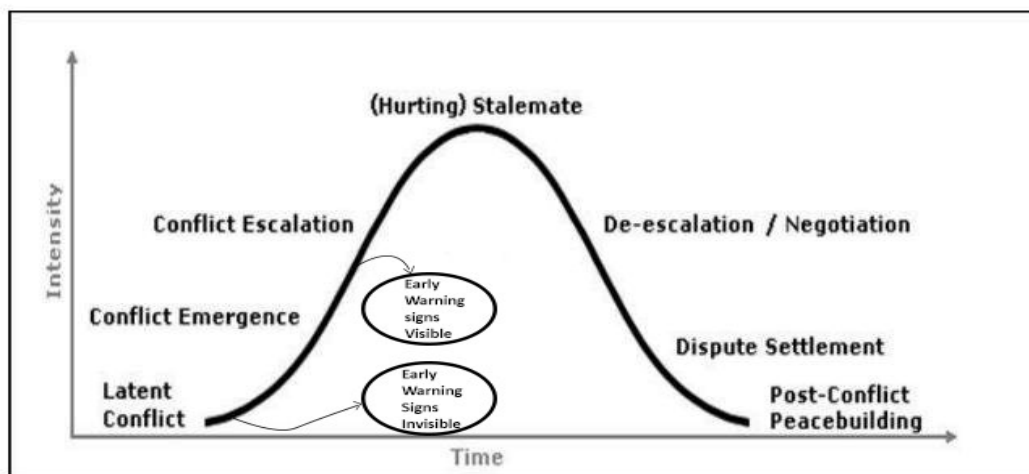 (Hurting) Stalemate
Conflict Escalation
De-escalation / Negotiation
Intensity
Early
Warning
signs
Visible
Conflict Emergence
Dispute Settlement
Latent
Conflict
Early
Warning
Signs
Invisible
Post-Conflict
Peacebuilding
Time